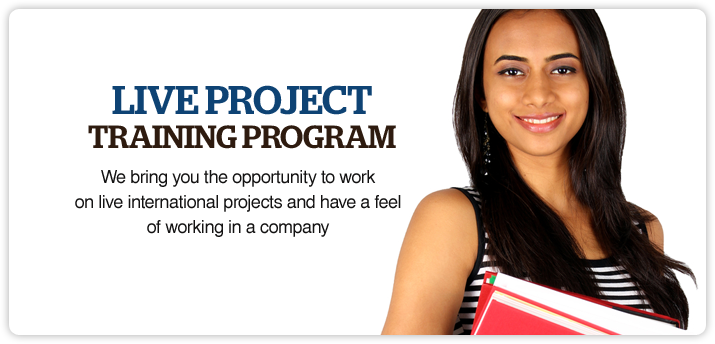 LIVE PROJECT
TRAINING PROGRAM
We bring you the opportunity to work
on live international projects and have a feel
of working in a company